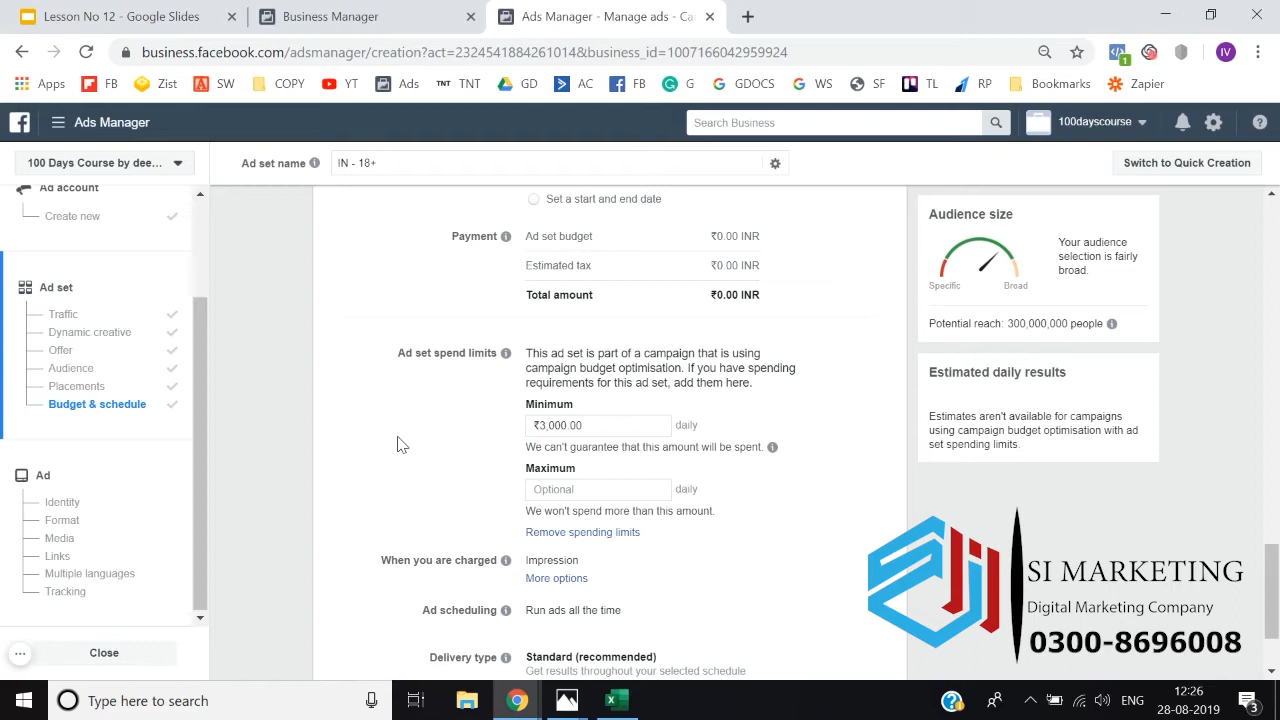 Lesson No 12 - Google Slides
Business Manager
Ads Manager - Manage ads - Ca
business.facebook.com/adsmanager/creation?act=2324541884261014&business_id=1007166042959924
IV
Apps
FB
Zist
SW
COPY
YT
Ads
TNT TNT
GD
AC
FB
G G
GDOCS
WS
SF
TL
RP
Bookmarks
Zapier
Ads Manager
Search Business
100dayscourse
100 Days Course by dee...
Ad set name
IN - 18+
Switch to Quick Creation
Ad account
Create new
Ad set
Traffic
Dynamic creative
Offer
Audience
Placements
Budget & schedule
Ad
Identity
Format
Media
Links
Multiple languages
Tracking
Close
Set a start and end date
Payment
Ad set budget ₹0.00 INR
Estimated tax ₹0.00 INR
Total amount ₹0.00 INR
Ad set spend limits
This ad set is part of a campaign that is using
campaign budget optimisation. If you have spending
requirements for this ad set, add them here.
Minimum
₹3,000.00 daily
We can't guarantee that this amount will be spent.
Maximum
Optional daily
We won't spend more than this amount.
Remove spending limits
When you are charged
Impression
More options
Ad scheduling
Run ads all the time
Delivery type
Standard (recommended)
Get results throughout your selected schedule
Audience size
Specific
Broad
Your audience
selection is fairly
broad.
Potential reach: 300,000,000 people
Estimated daily results
Estimates aren't available for campaigns
using campaign budget optimisation with ad
set spending limits.
SI MARKETING
Digital Marketing Company
0300-8696008
Type here to search
ENG
12:26
28-08-2019
3